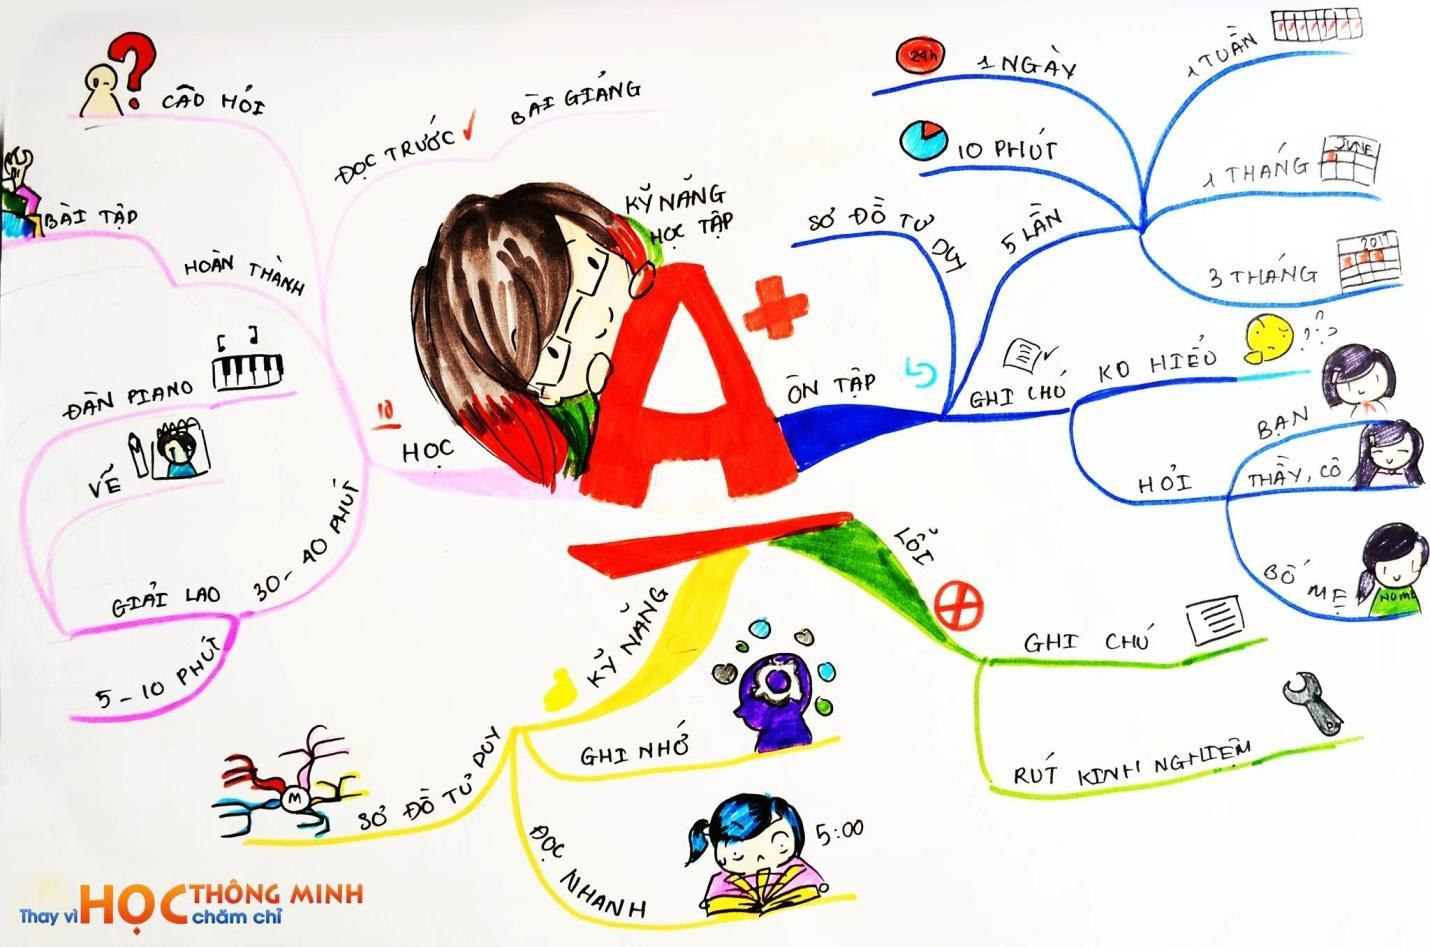 KỸ NĂNG
HỌC TẬP
A+
ÔN TẬP
SƠ ĐỒ TƯ DUY
5 LẦN
10 PHÚT
1 NGÀY
24h
1 TUẦN
1 THÁNG
JUNE
3 THÁNG
2017
GHI CHÚ
KO HIỂU
HỎI
BẠN
THẦY, CÔ
BỐ MẸ
LỖI
GHI CHÚ
RÚT KINH NGHIỆM
KỸ NĂNG
GHI NHỚ
ĐỌC NHANH
5:00
SƠ ĐỒ TƯ DUY
M
HỌC
ĐỌC TRƯỚC
BÀI GIẢNG
CÂU HỎI
HOÀN THÀNH
BÀI TẬP
30 - 40 PHÚT
GIẢI LAO
ĐÀN PIANO
VẼ
5 - 10 PHÚT
Thay vì HỌC THÔNG MINH
chăm chỉ